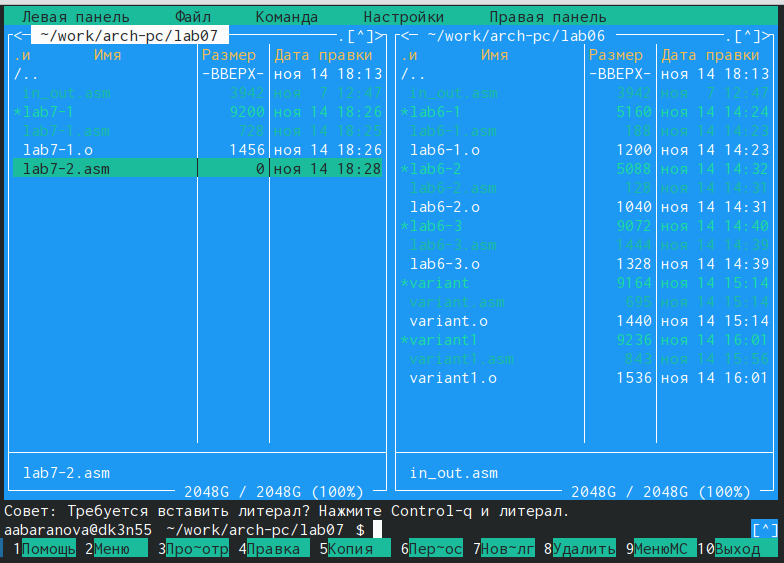 Левая панель Файл Команда Настройки Правая панель
<─ ~/work/arch-pc/lab07 .[^]> <─ ~/work/arch-pc/lab06 .[^]>
.и Имя Размер Дата правки .и Имя Размер Дата правки
/.. -ВВЕРХ- ноя 14 18:13 /.. -ВВЕРХ- ноя 14 18:13
in_out.asm 3942 ноя 7 12:47 in_out.asm 3942 ноя 7 12:47
*lab7-1 9200 ноя 14 18:26 *lab6-1 5160 ноя 14 14:24
lab7-1.asm 728 ноя 14 18:25 lab6-1.asm 188 ноя 14 14:23
lab7-1.o 1456 ноя 14 18:26 lab6-1.o 1200 ноя 14 14:23
lab7-2.asm 0 ноя 14 18:28 *lab6-2 5088 ноя 14 14:32
lab6-2.asm 128 ноя 14 14:31
lab6-2.o 1040 ноя 14 14:31
*lab6-3 9072 ноя 14 14:40
lab6-3.asm 1444 ноя 14 14:39
lab6-3.o 1328 ноя 14 14:39
*variant 9164 ноя 14 15:14
variant.asm 695 ноя 14 15:14
variant.o 1440 ноя 14 15:14
*variant1 9236 ноя 14 16:01
variant1.asm 843 ноя 14 15:56
variant1.o 1536 ноя 14 16:01
lab7-2.asm in_out.asm
2048G / 2048G (100%) 2048G / 2048G (100%)
Совет: Требуется вставить литерал? Нажмите Control-q и литерал.
aabaranova@dk3n55 ~/work/arch-pc/lab07 $ [^]
1Помощь 2Меню 3Про~отр 4Правка 5Копия 6Пер~ос 7Нов~лг 8Удалить 9МенюМС 10Выход